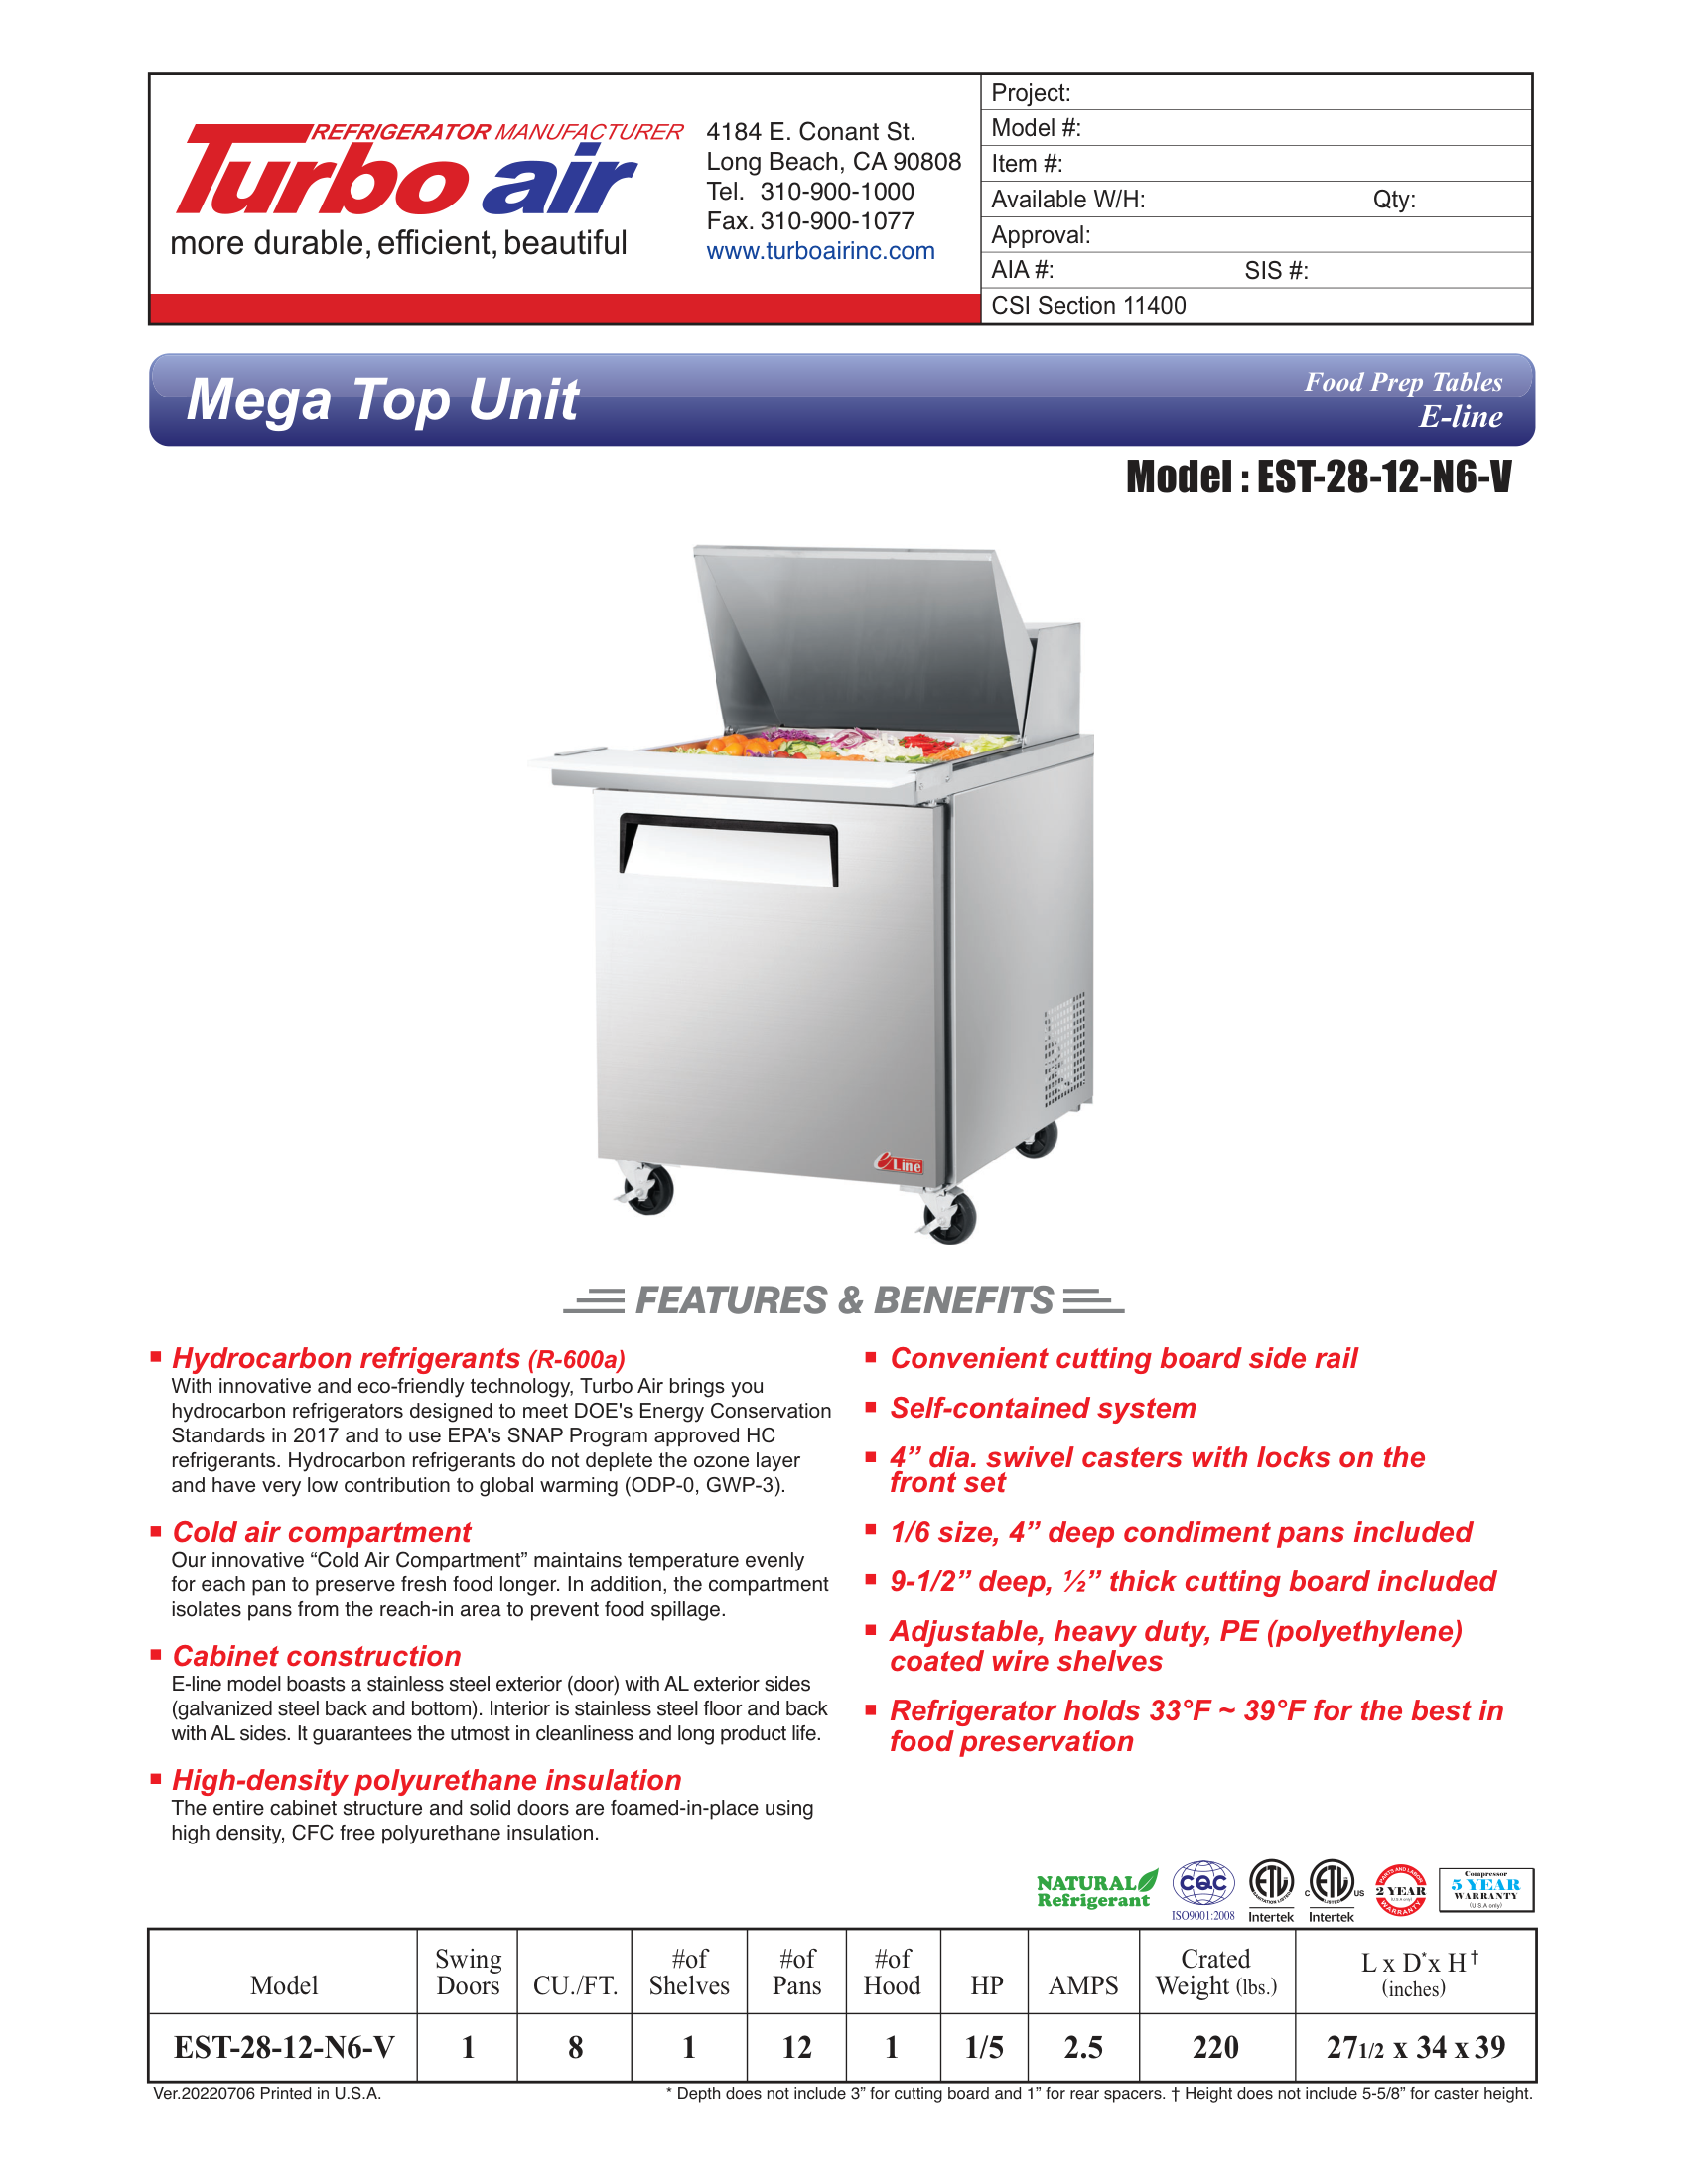 REFRIGERATOR MANUFACTURER
Turbo air
more durable, efficient, beautiful
4184 E. Conant St.
Long Beach, CA 90808
Tel. 310-900-1000
Fax. 310-900-1077
www.turboairinc.com
Project:
Model #:
Item #:
Available W/H: Qty:
Approval:
AIA #: SIS #:
CSI Section 11400
Mega Top Unit
Food Prep Tables
E-line
Model : EST-28-12-N6-V
e Line
FEATURES & BENEFITS
Hydrocarbon refrigerants (R-600a)
With innovative and eco-friendly technology, Turbo Air brings you
hydrocarbon refrigerators designed to meet DOE's Energy Conservation
Standards in 2017 and to use EPA's SNAP Program approved HC
refrigerants. Hydrocarbon refrigerants do not deplete the ozone layer
and have very low contribution to global warming (ODP-0, GWP-3).
Cold air compartment
Our innovative “Cold Air Compartment” maintains temperature evenly
for each pan to preserve fresh food longer. In addition, the compartment
isolates pans from the reach-in area to prevent food spillage.
Cabinet construction
E-line model boasts a stainless steel exterior (door) with AL exterior sides
(galvanized steel back and bottom). Interior is stainless steel floor and back
with AL sides. It guarantees the utmost in cleanliness and long product life.
High-density polyurethane insulation
The entire cabinet structure and solid doors are foamed-in-place using
high density, CFC free polyurethane insulation.
Convenient cutting board side rail
Self-contained system
4” dia. swivel casters with locks on the
front set
1/6 size, 4” deep condiment pans included
9-1/2” deep, ½” thick cutting board included
Adjustable, heavy duty, PE (polyethylene)
coated wire shelves
Refrigerator holds 33°F ~ 39°F for the best in
food preservation
NATURAL
Refrigerant
CQC
ISO9001:2008
ETL
SANITATION LISTED
Intertek
C ETL US
LISTED
Intertek
PARTS AND LABOR
2 YEAR
(U.S.A only)
WARRANTY
Compressor
5 YEAR
WARRANTY
(U.S.A only)
Model Swing Doors CU./FT. #of Shelves #of Pans #of Hood HP AMPS Crated Weight (lbs.) L x D* x H† (inches)
EST-28-12-N6-V 1 8 1 12 1 1/5 2.5 220 27 1/2 x 34 x 39
Ver.20220706 Printed in U.S.A.
* Depth does not include 3” for cutting board and 1” for rear spacers. † Height does not include 5-5/8” for caster height.